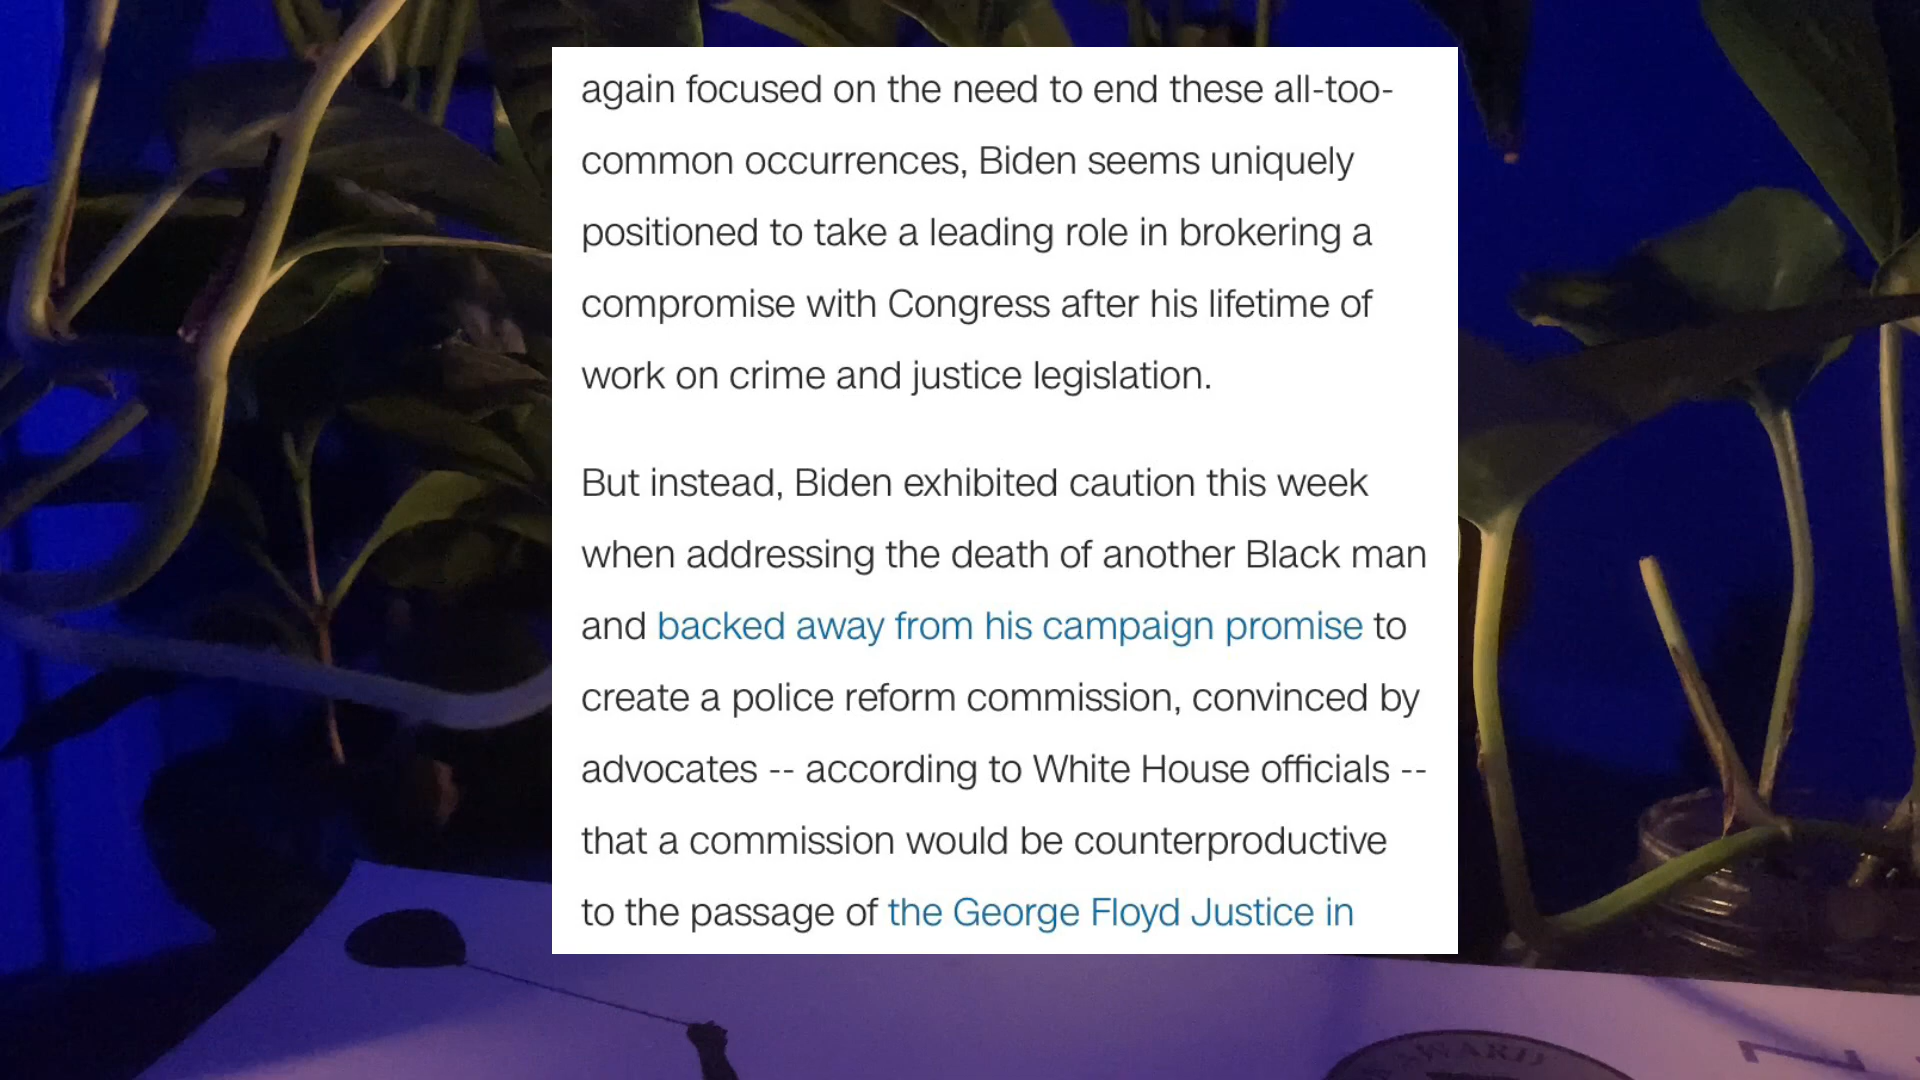 again focused on the need to end these all-too-
common occurrences, Biden seems uniquely
positioned to take a leading role in brokering a
compromise with Congress after his lifetime of
work on crime and justice legislation.
But instead, Biden exhibited caution this week
when addressing the death of another Black man
and backed away from his campaign promise to
create a police reform commission, convinced by
advocates -- according to White House officials --
that a commission would be counterproductive
to the passage of the George Floyd Justice in
AWARD